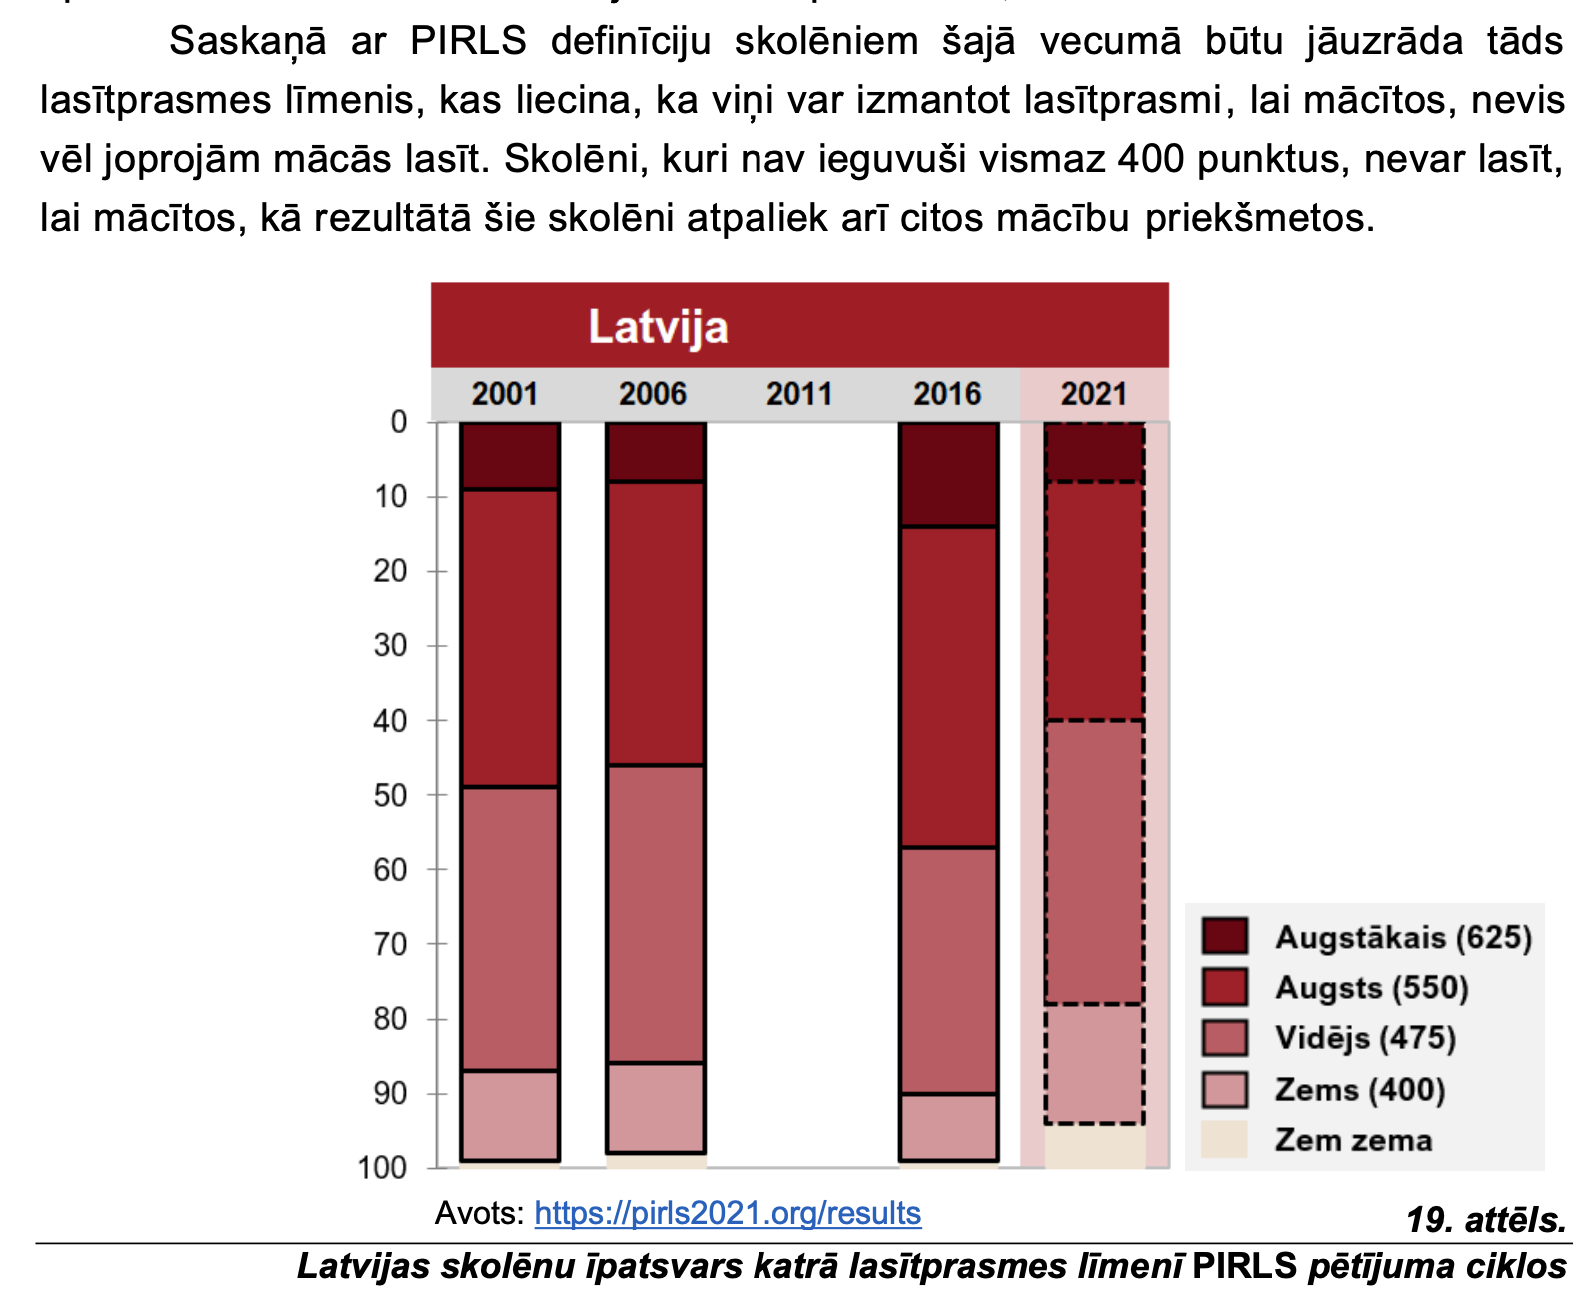 Saskaņā ar PIRLS definīciju skolēniem šajā vecumā būtu jāuzrāda tāds
lasītprasmes līmenis, kas liecina, ka viņi var izmantot lasītprasmi, lai mācītos, nevis
vēl joprojām mācās lasīt. Skolēni, kuri nav ieguvuši vismaz 400 punktus, nevar lasīt,
lai mācītos, kā rezultātā šie skolēni atpaliek arī citos mācību priekšmetos.
Latvija
2001 2006 2011 2016 2021
0
10
20
30
40
50
60
70
80
90
100
Augstākais (625)
Augsts (550)
Vidējs (475)
Zems (400)
Zem zema
Avots: https://pirls2021.org/results
19. attēls.
Latvijas skolēnu īpatsvars katrā lasītprasmes līmenī PIRLS pētījuma ciklos